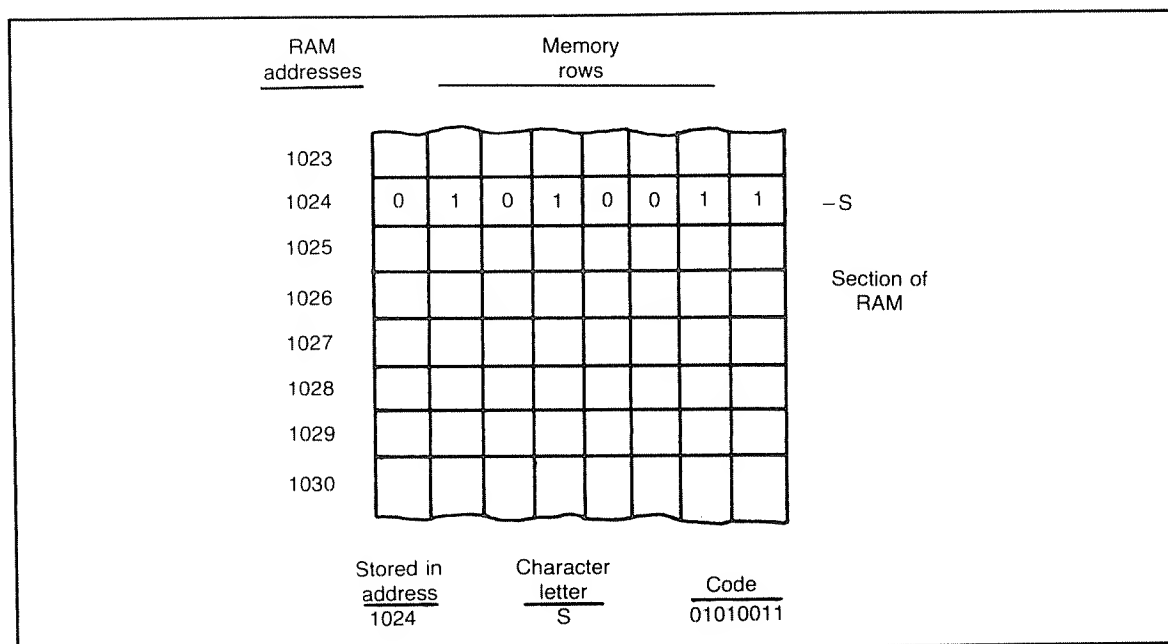 RAM
addresses
Memory
rows
1023
1024 0 1 0 1 0 0 1 1 –S
1025
1026
1027
1028
1029
1030
Section of
RAM
Stored in
address
1024
Character
letter
S
Code
01010011